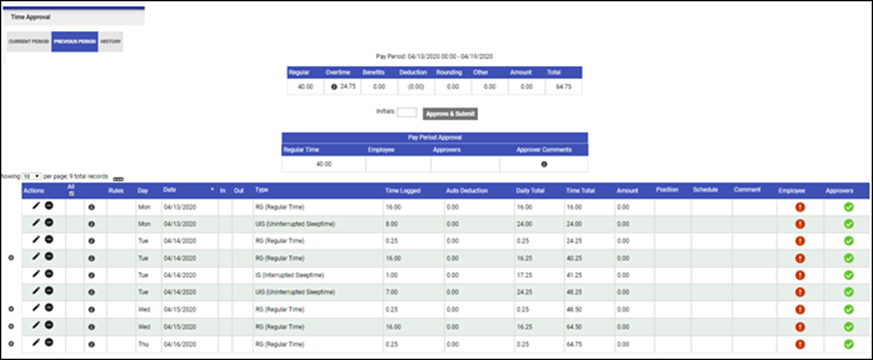 Time Approval
CURRENT PERIOD PREVIOUS PERIOD HISTORY
Pay Period: 04/13/2020 00:00 - 04/19/2020
Regular Overtime Benefits Deduction Rounding Other Amount Total
40.00 24.75 0.00 (0.00) 0.00 0.00 0.00 64.75
Initials: Approve & Submit
Pay Period Approval
Regular Time Employee Approvers Approver Comments
40.00
howing 10 per page; 9 total records
Actions All Rules Day Date In Out Type Time Logged Auto Deduction Daily Total Time Total Amount Position Schedule Comment Employee Approvers
Mon 04/13/2020 RG (Regular Time) 16.00 0.00 16.00 16.00 0.00
Mon 04/13/2020 UIS (Uninterrupted Sleeptime) 8.00 0.00 24.00 24.00 0.00
Tue 04/14/2020 RG (Regular Time) 0.25 0.00 0.25 24.25 0.00
Tue 04/14/2020 RG (Regular Time) 16.00 0.00 16.25 40.25 0.00
Tue 04/14/2020 IS (Interrupted Sleeptime) 1.00 0.00 17.25 41.25 0.00
Tue 04/14/2020 UIS (Uninterrupted Sleeptime) 7.00 0.00 24.25 48.25 0.00
Wed 04/15/2020 RG (Regular Time) 0.25 0.00 0.25 48.50 0.00
Wed 04/15/2020 RG (Regular Time) 16.00 0.00 16.25 64.50 0.00
Thu 04/16/2020 RG (Regular Time) 0.25 0.00 0.25 64.75 0.00